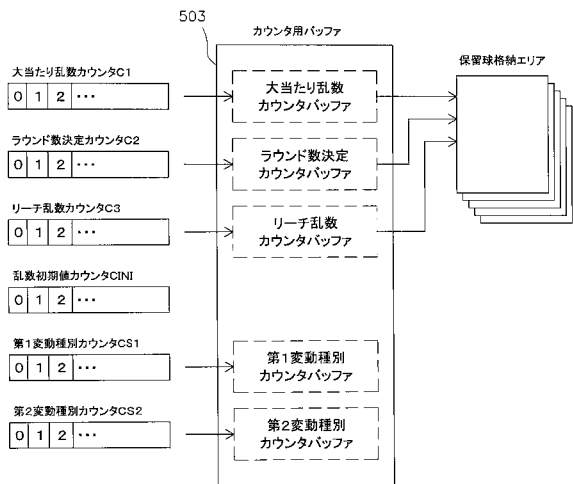 503
カウンタ用バッファ
保留球格納エリア
大当たり乱数カウンタC1
0 1 2 ・・・
大当たり乱数
カウンタバッファ
ラウンド数決定カウンタC2
0 1 2 ・・・
ラウンド数決定
カウンタバッファ
リーチ乱数カウンタC3
0 1 2 ・・・
リーチ乱数
カウンタバッファ
乱数初期値カウンタCINI
0 1 2 ・・・
第1変動種別カウンタCS1
0 1 2 ・・・
第1変動種別
カウンタバッファ
第2変動種別カウンタCS2
0 1 2 ・・・
第2変動種別
カウンタバッファ